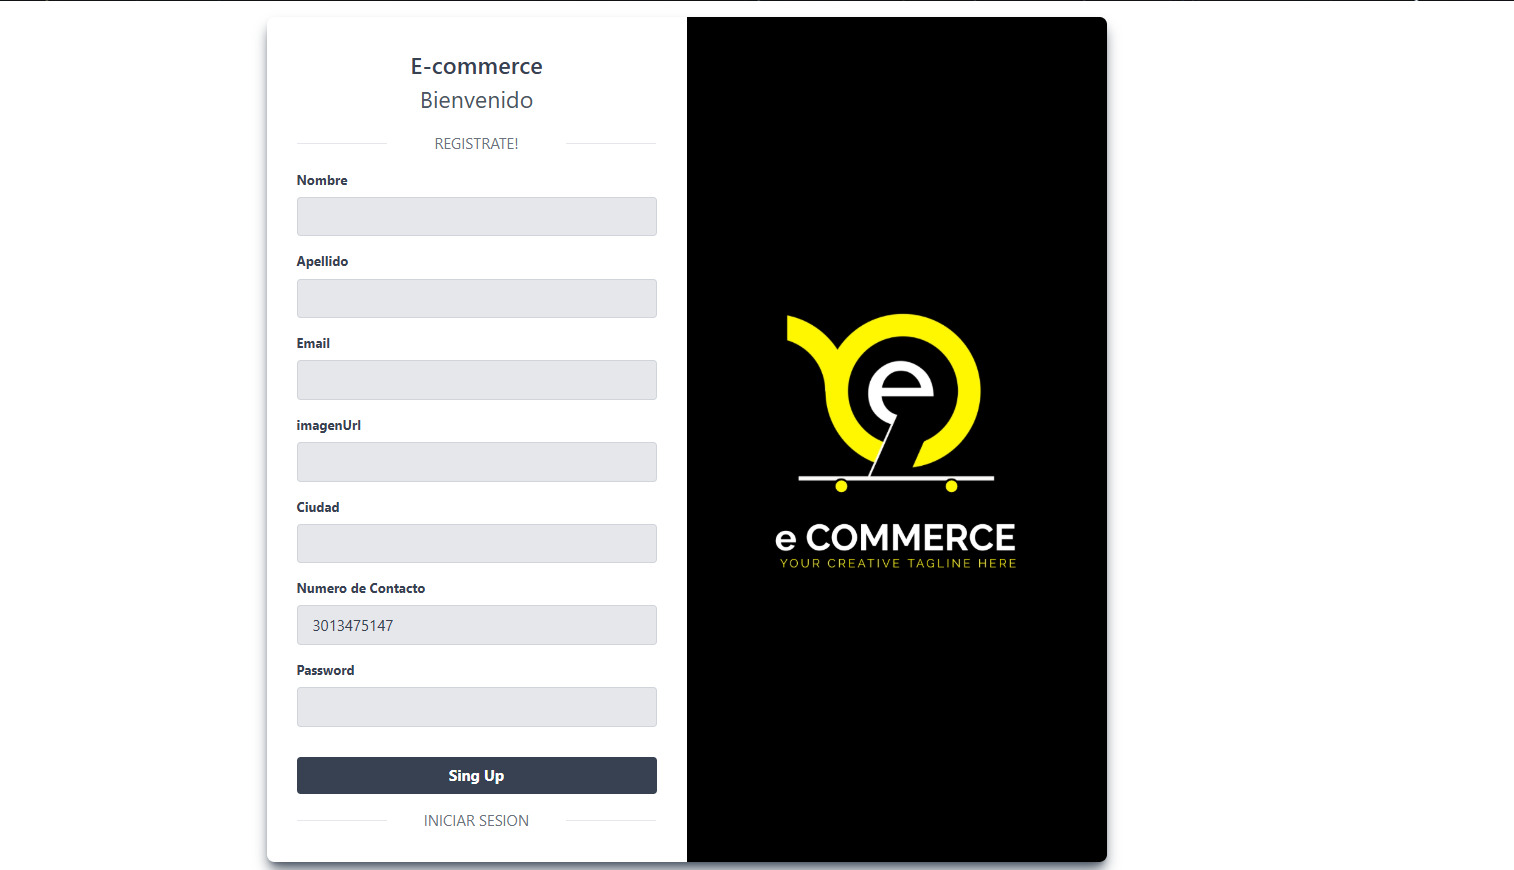 E-commerce
Bienvenido
REGISTRATE!
Nombre
Apellido
Email
imagenUrl
Ciudad
Numero de Contacto
3013475147
Password
Sing Up
INICIAR SESION
e
e COMMERCE
YOUR CREATIVE TAGLINE HERE